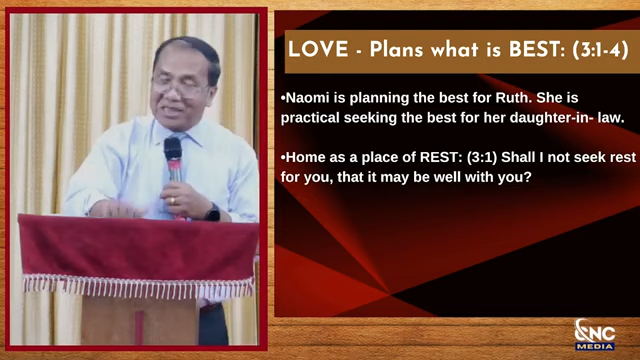 LOVE - Plans what is BEST: (3:1-4)
•Naomi is planning the best for Ruth. She is
practical seeking the best for her daughter-in- law.
•Home as a place of REST: (3:1) Shall I not seek rest
for you, that it may be well with you?
NC
MEDIA